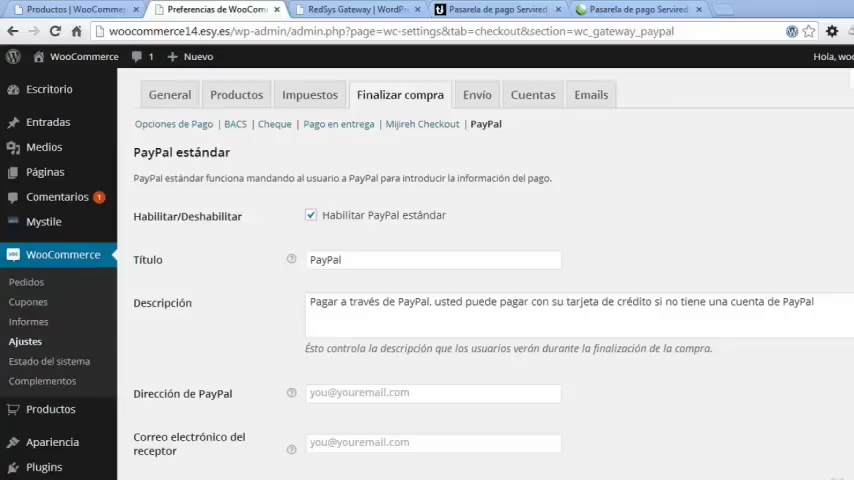 Productos | WooCommerc
Preferencias de WooCom
RedSys Gateway | WordPr
Pasarela de pago Servired
Pasarela de pago Servired
woocommerce14.esy.es/wp-admin/admin.php?page=wc-settings&tab=checkout&section=wc_gateway_paypal
WooCommerce
1
Nuevo
Hola, woo
Escritorio
Entradas
Medios
Páginas
Comentarios 1
Mystile
WooCommerce
Pedidos
Cupones
Informes
Ajustes
Estado del sistema
Complementos
Productos
Apariencia
Plugins
General
Productos
Impuestos
Finalizar compra
Envío
Cuentas
Emails
Opciones de Pago | BACS | Cheque | Pago en entrega | Mijireh Checkout | PayPal
PayPal estándar
PayPal estándar funciona mandando al usuario a PayPal para introducir la información del pago.
Habilitar/Deshabilitar
Habilitar PayPal estándar
Título
PayPal
Descripción
Pagar a través de PayPal. usted puede pagar con su tarjeta de crédito si no tiene una cuenta de PayPal
Ésto controla la descripción que los usuarios verán durante la finalización de la compra.
Dirección de PayPal
you@youremail.com
Correo electrónico del
receptor
you@youremail.com